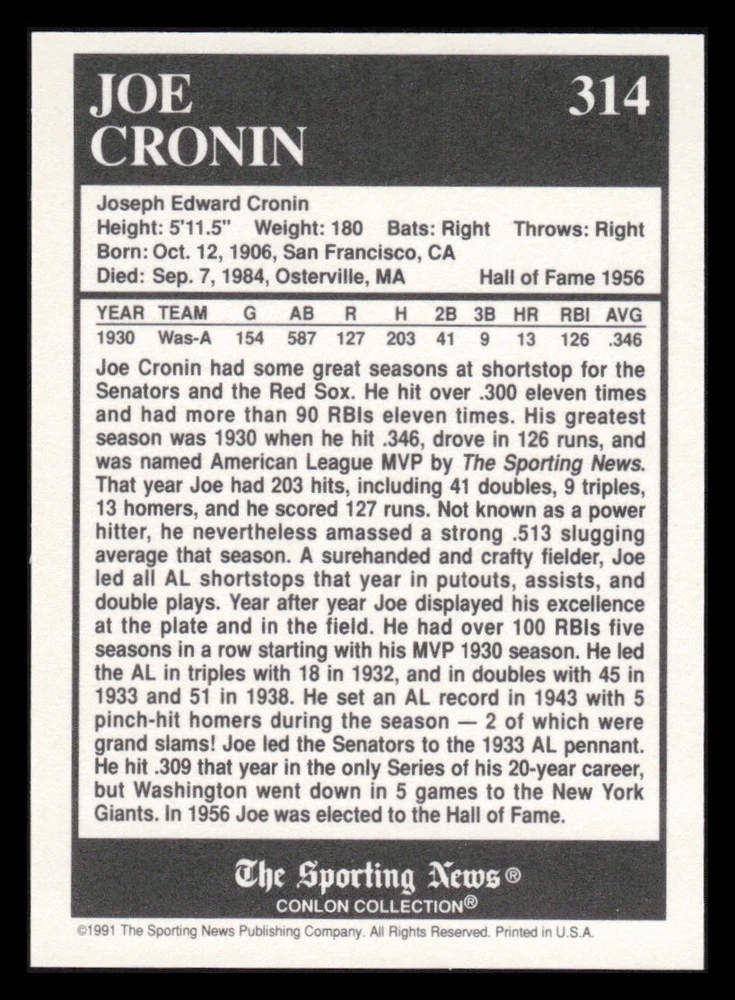 JOE
CRONIN
314
Joseph Edward Cronin
Height: 5'11.5" Weight: 180 Bats: Right Throws: Right
Born: Oct. 12, 1906, San Francisco, CA
Died: Sep. 7, 1984, Osterville, MA Hall of Fame 1956
YEAR TEAM G AB R H 2B 3B HR RBI AVG
1930 Was-A 154 587 127 203 41 9 13 126 .346
Joe Cronin had some great seasons at shortstop for the
Senators and the Red Sox. He hit over .300 eleven times
and had more than 90 RBIs eleven times. His greatest
season was 1930 when he hit .346, drove in 126 runs, and
was named American League MVP by The Sporting News.
That year Joe had 203 hits, including 41 doubles, 9 triples,
13 homers, and he scored 127 runs. Not known as a power
hitter, he nevertheless amassed a strong .513 slugging
average that season. A surehanded and crafty fielder, Joe
led all AL shortstops that year in putouts, assists, and
double plays. Year after year Joe displayed his excellence
at the plate and in the field. He had over 100 RBIs five
seasons in a row starting with his MVP 1930 season. He led
the AL in triples with 18 in 1932, and in doubles with 45 in
1933 and 51 in 1938. He set an AL record in 1943 with 5
pinch-hit homers during the season — 2 of which were
grand slams! Joe led the Senators to the 1933 AL pennant.
He hit .309 that year in the only Series of his 20-year career,
but Washington went down in 5 games to the New York
Giants. In 1956 Joe was elected to the Hall of Fame.
The Sporting News®
CONLON COLLECTION®
©1991 The Sporting News Publishing Company. All Rights Reserved. Printed in U.S.A.